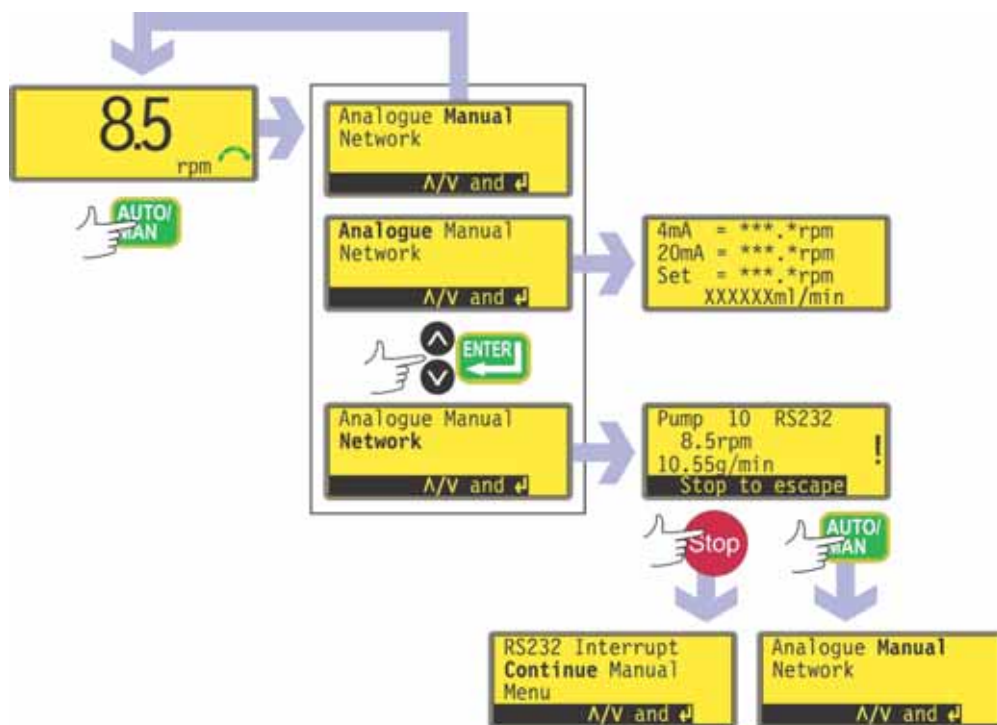 8.5
rpm
AUTO/
MAN
Analogue Manual
Network
∧/∨ and ↵
Analogue Manual
Network
∧/∨ and ↵
4mA = ***.*rpm
20mA = ***.*rpm
Set = ***.*rpm
XXXXXXml/min
ENTER
Analogue Manual
Network
∧/∨ and ↵
Pump 10 RS232
8.5rpm
10.55g/min
!
Stop to escape
Stop
AUTO/
MAN
RS232 Interrupt
Continue Manual
Menu
∧/∨ and ↵
Analogue Manual
Network
∧/∨ and ↵